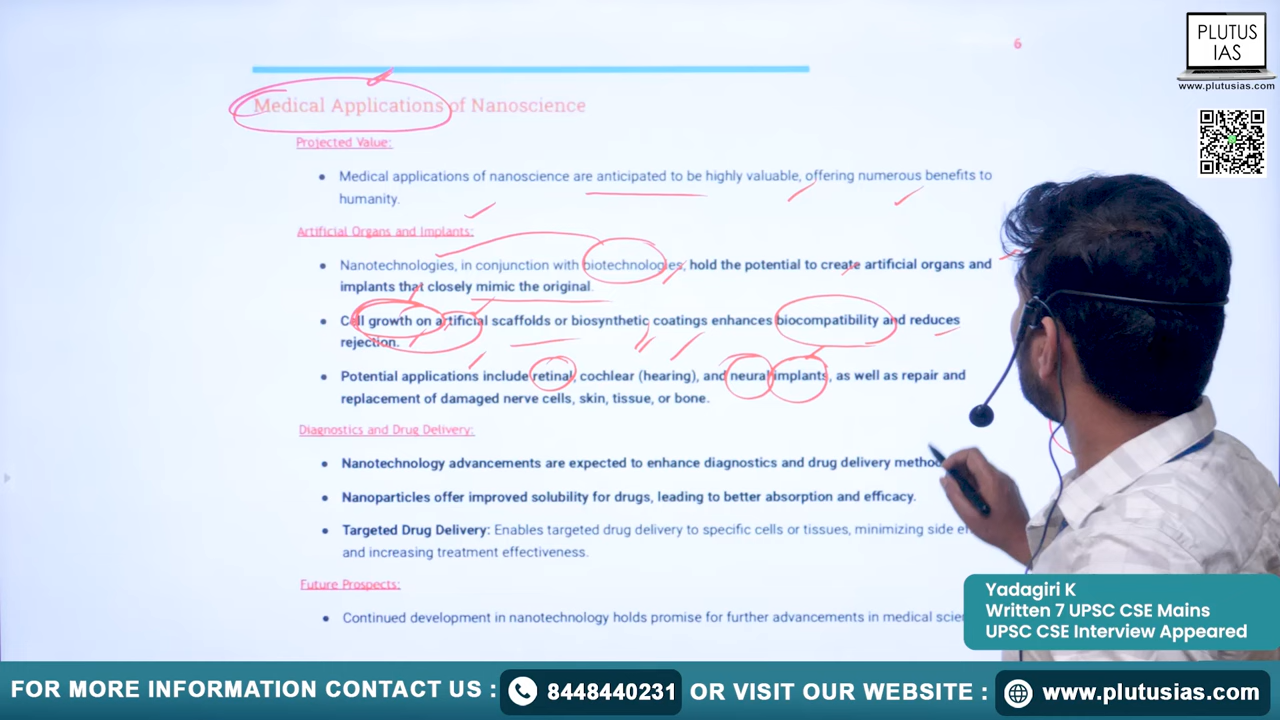 6
PLUTUS
IAS
www.plutusias.com
Medical Applications of Nanoscience
Projected Value:
• Medical applications of nanoscience are anticipated to be highly valuable, offering numerous benefits to
humanity.
Artificial Organs and Implants:
• Nanotechnologies, in conjunction with biotechnologies, hold the potential to create artificial organs and
implants that closely mimic the original.
• Cell growth on artificial scaffolds or biosynthetic coatings enhances biocompatibility and reduces
rejection.
• Potential applications include retinal, cochlear (hearing), and neural implants, as well as repair and
replacement of damaged nerve cells, skin, tissue, or bone.
Diagnostics and Drug Delivery:
• Nanotechnology advancements are expected to enhance diagnostics and drug delivery
• Nanoparticles offer improved solubility for drugs, leading to better absorption and efficacy.
• Targeted Drug Delivery: Enables targeted drug delivery to specific cells or tissues, minimizing side
and increasing treatment effectiveness.
Future Prospects:
• Continued development in nanotechnology holds promise for further advancements in medical
Yadagiri K
Written 7 UPSC CSE Mains
UPSC CSE Interview Appeared
FOR MORE INFORMATION CONTACT US : 8448440231 OR VISIT OUR WEBSITE : www.plutusias.com